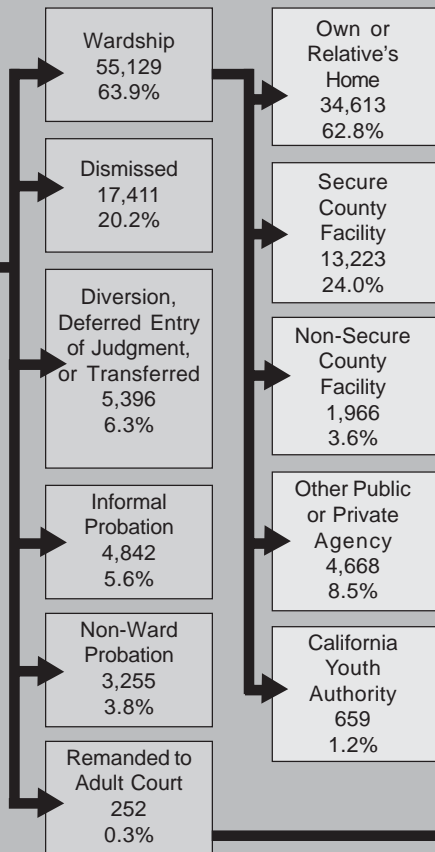 Wardship
55,129
63.9%
Dismissed
17,411
20.2%
Diversion,
Deferred Entry
of Judgment,
or Transferred
5,396
6.3%
Informal
Probation
4,842
5.6%
Non-Ward
Probation
3,255
3.8%
Remanded to
Adult Court
252
0.3%
Own or
Relative's
Home
34,613
62.8%
Secure
County
Facility
13,223
24.0%
Non-Secure
County
Facility
1,966
3.6%
Other Public
or Private
Agency
4,668
8.5%
California
Youth
Authority
659
1.2%